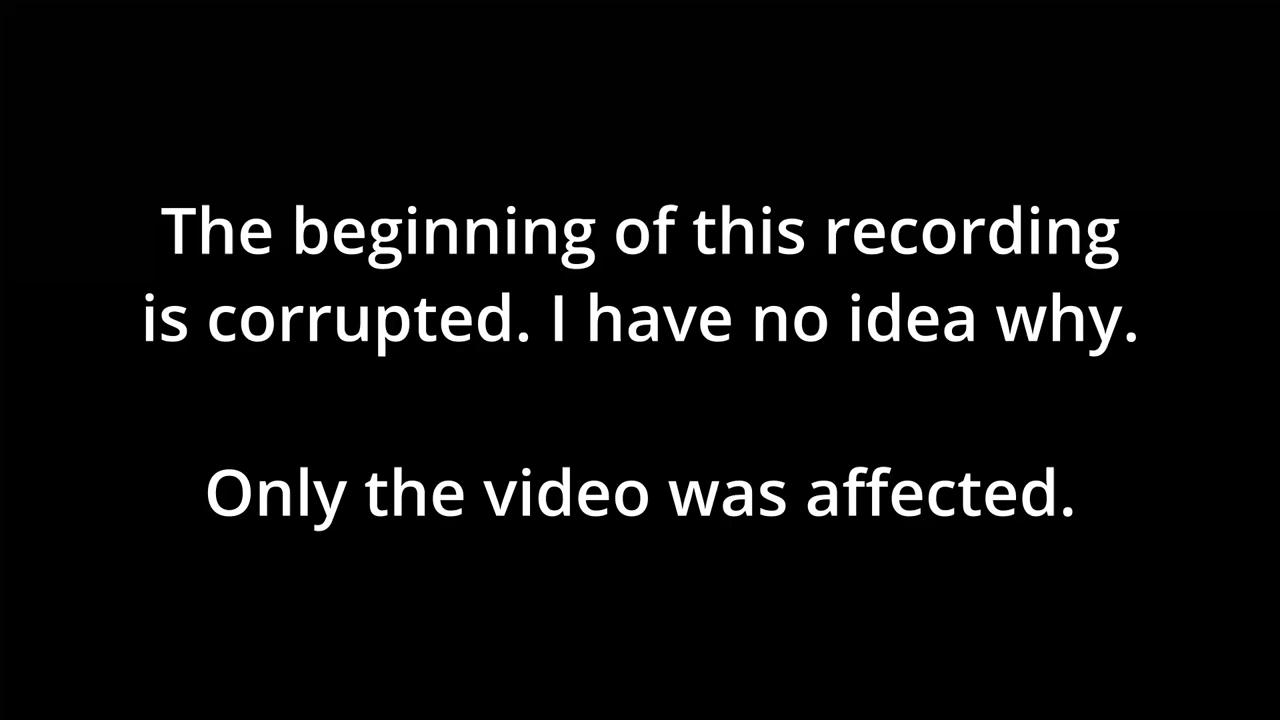 The beginning of this recording
is corrupted. I have no idea why.
Only the video was affected.